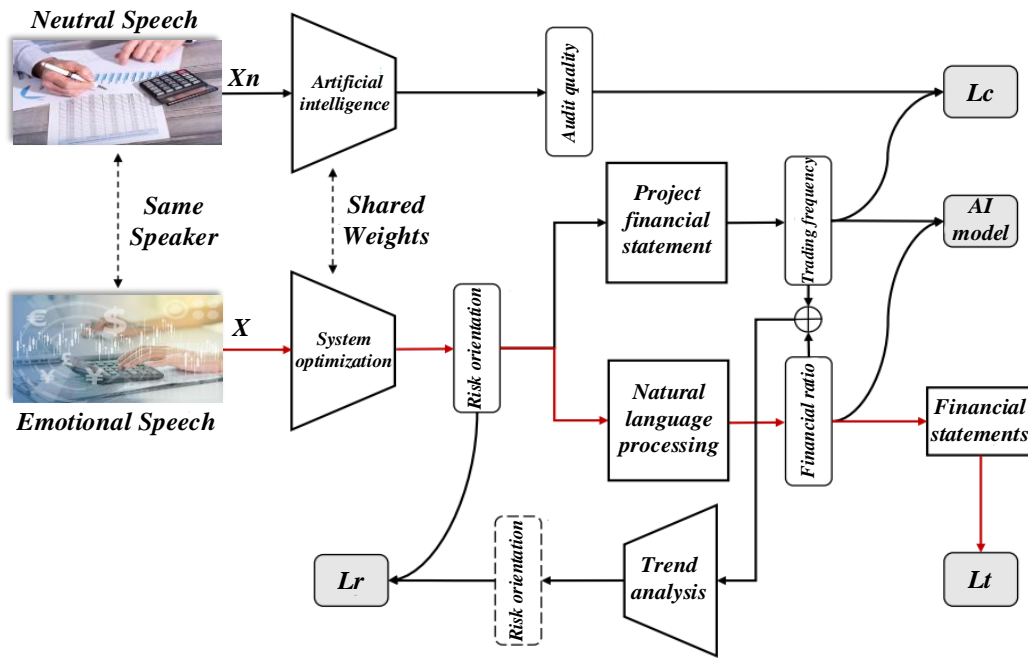 Neutral Speech
Xn
Artificial
intelligence
Audit quality
Lc
Same
Speaker
Shared
Weights
Project
financial
statement
Trading frequency
AI
model
X
System
optimization
Risk orientation
Natural
language
processing
Financial ratio
Financial
statements
Emotional Speech
Lr
Risk orientation
Trend
analysis
Lt